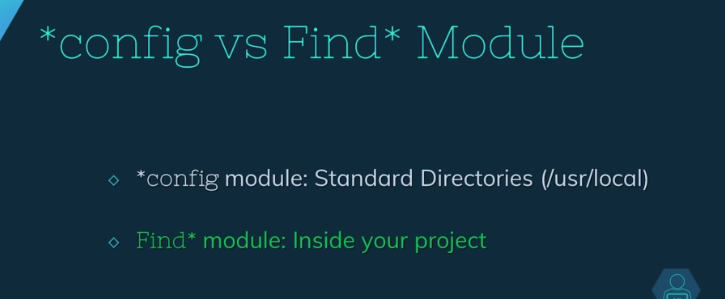 *config vs Find* Module
*config module: Standard Directories (/usr/local)
Find* module: Inside your project